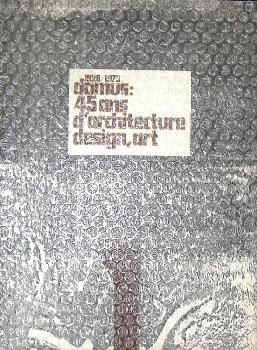 1928/1973
domus:
45 ans
d'architecture
design, art